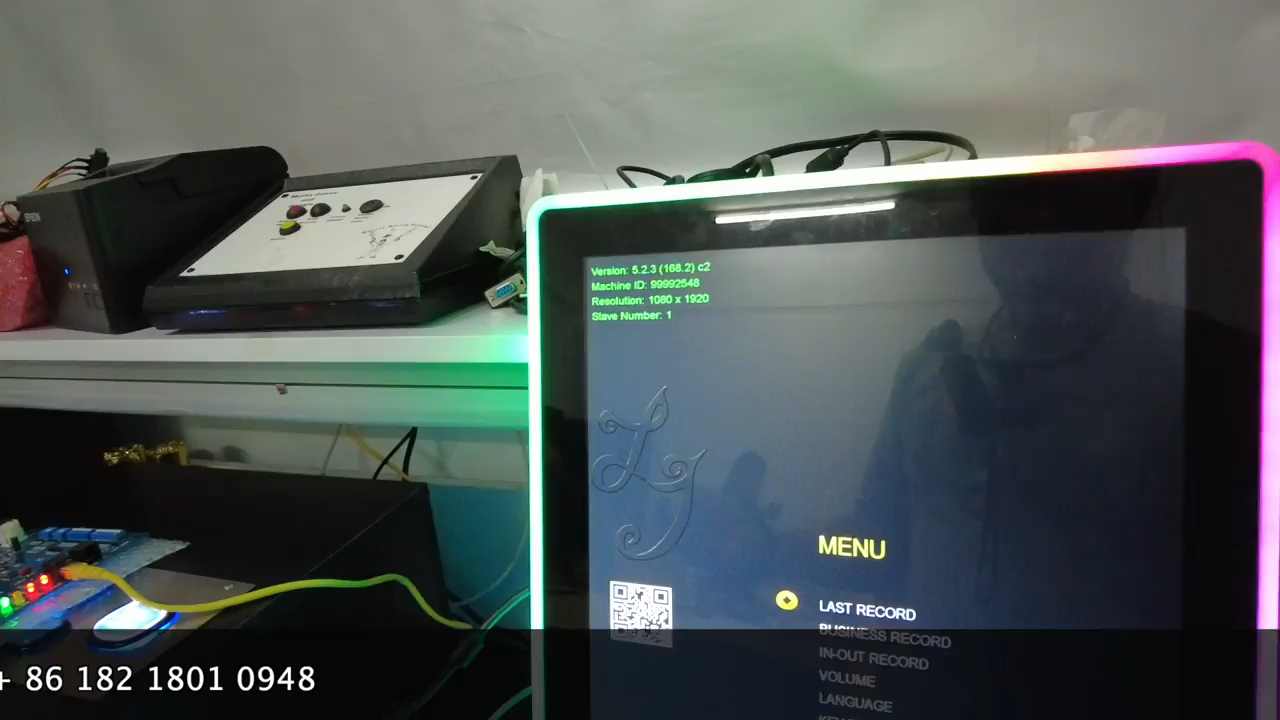 EPSON
Version: 5.2.3 (168.2) c2
Machine ID: 99992548
Resolution: 1080 x 1920
Slave Number: 1
MENU
LAST RECORD
BUSINESS RECORD
IN-OUT RECORD
VOLUME
LANGUAGE
+ 86 182 1801 0948